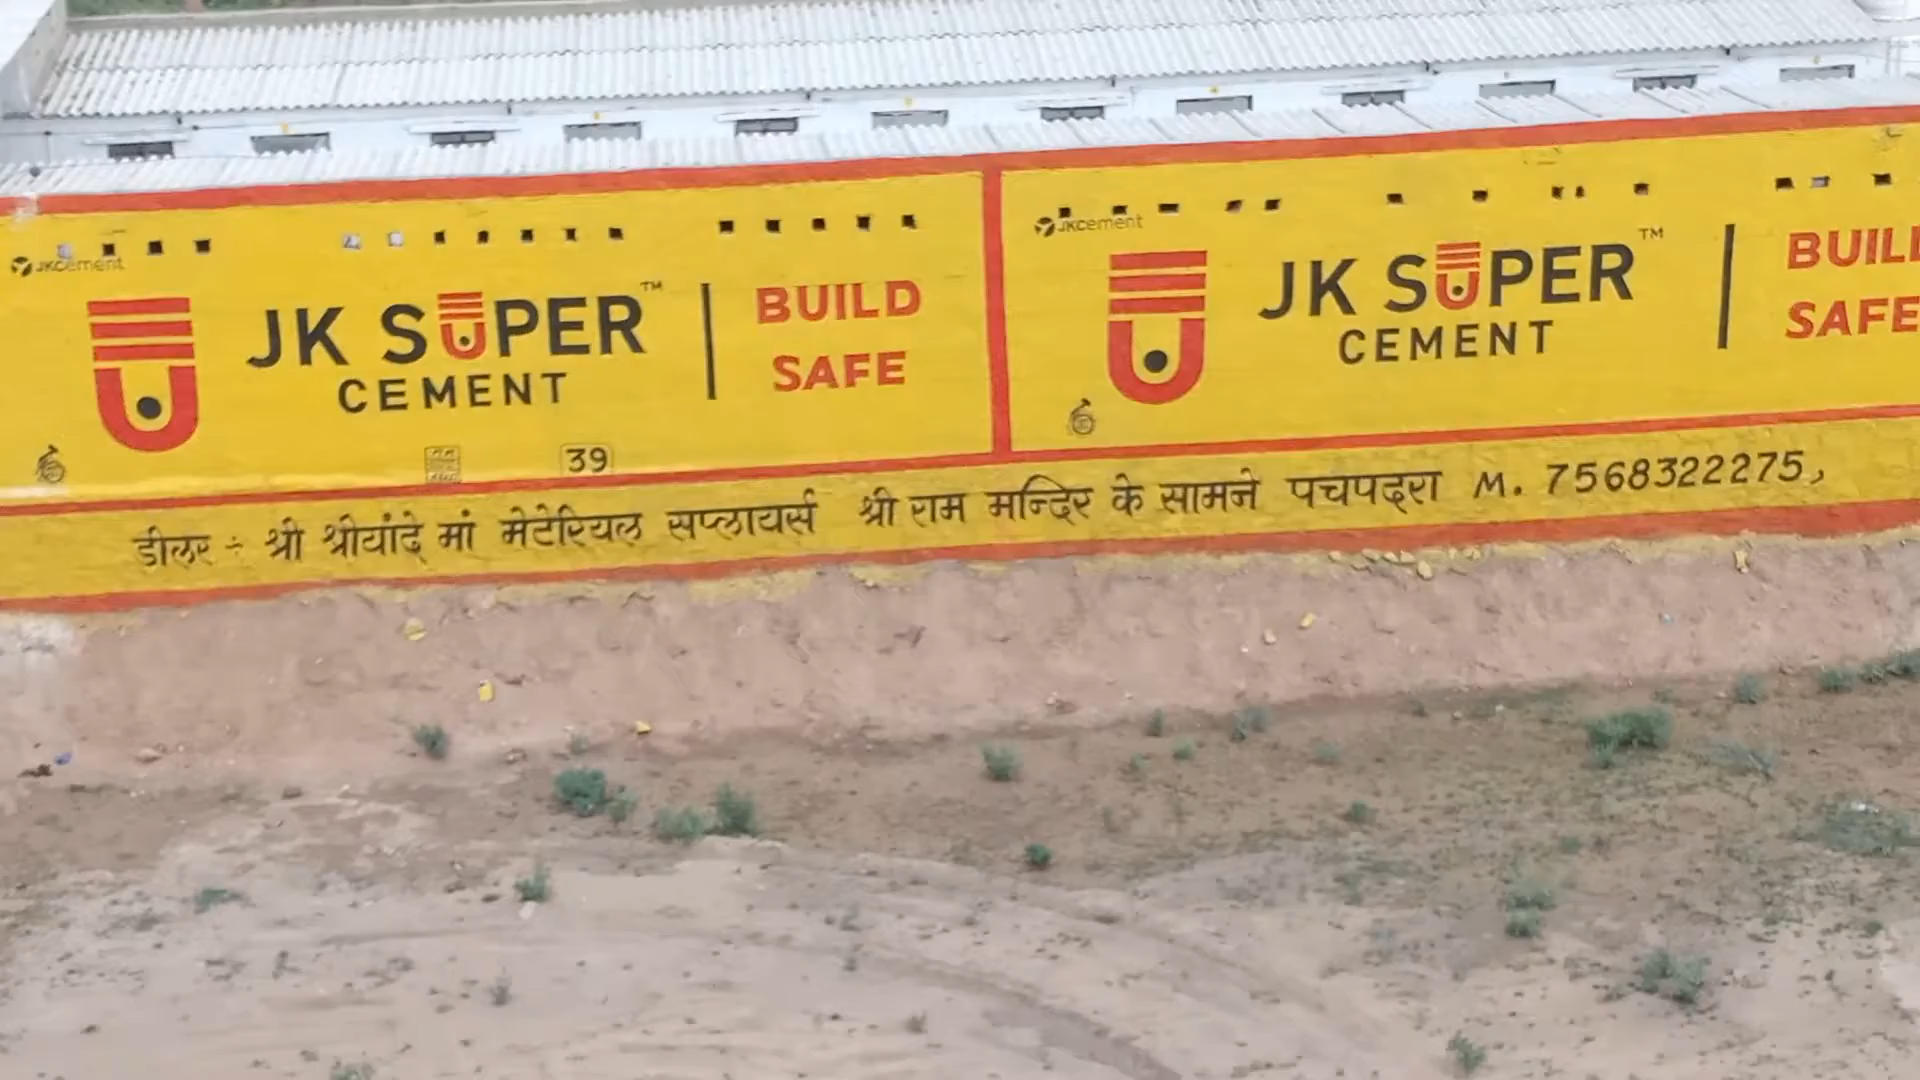 JKcement
JK SUPER™
CEMENT
BUILD
SAFE
39
JKcement
JK SUPER™
CEMENT
BUIL
SAFE
डीलर ÷ श्री श्रीयांदे मां मेटेरियल सप्लायर्स श्री राम मन्दिर के सामने पचपदरा M. 7568322275,